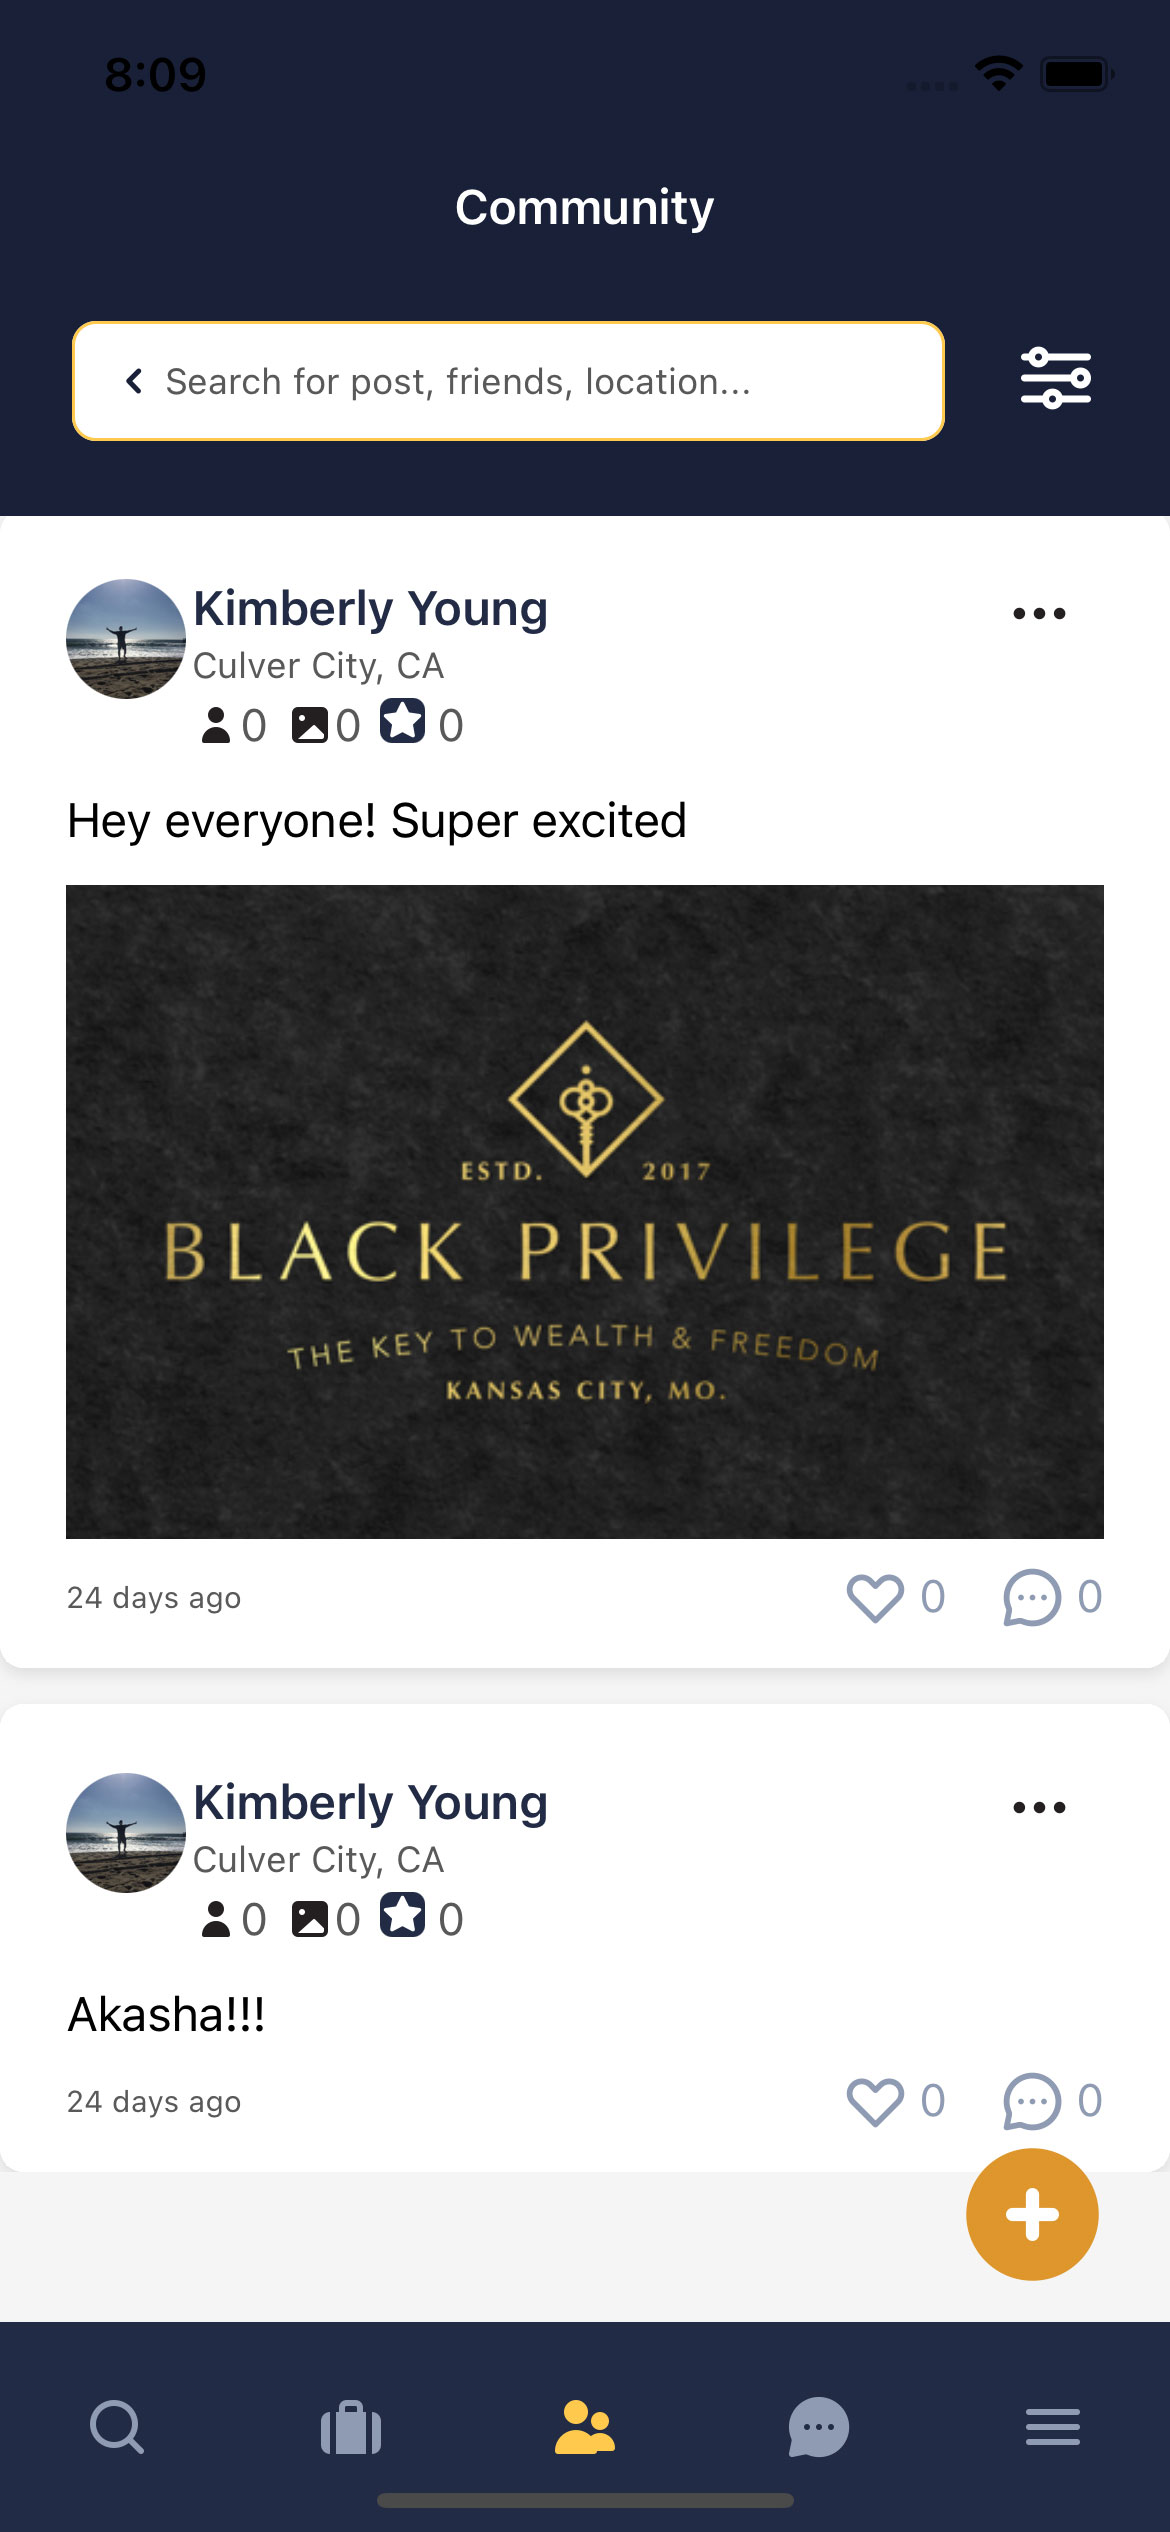 8:09
Community
Search for post, friends, location...
Kimberly Young
Culver City, CA
0 0 0
Hey everyone! Super excited
ESTD. 2017
BLACK PRIVILEGE
THE KEY TO WEALTH & FREEDOM
KANSAS CITY, MO.
24 days ago 0 0
Kimberly Young
Culver City, CA
0 0 0
Akasha!!!
24 days ago 0 0